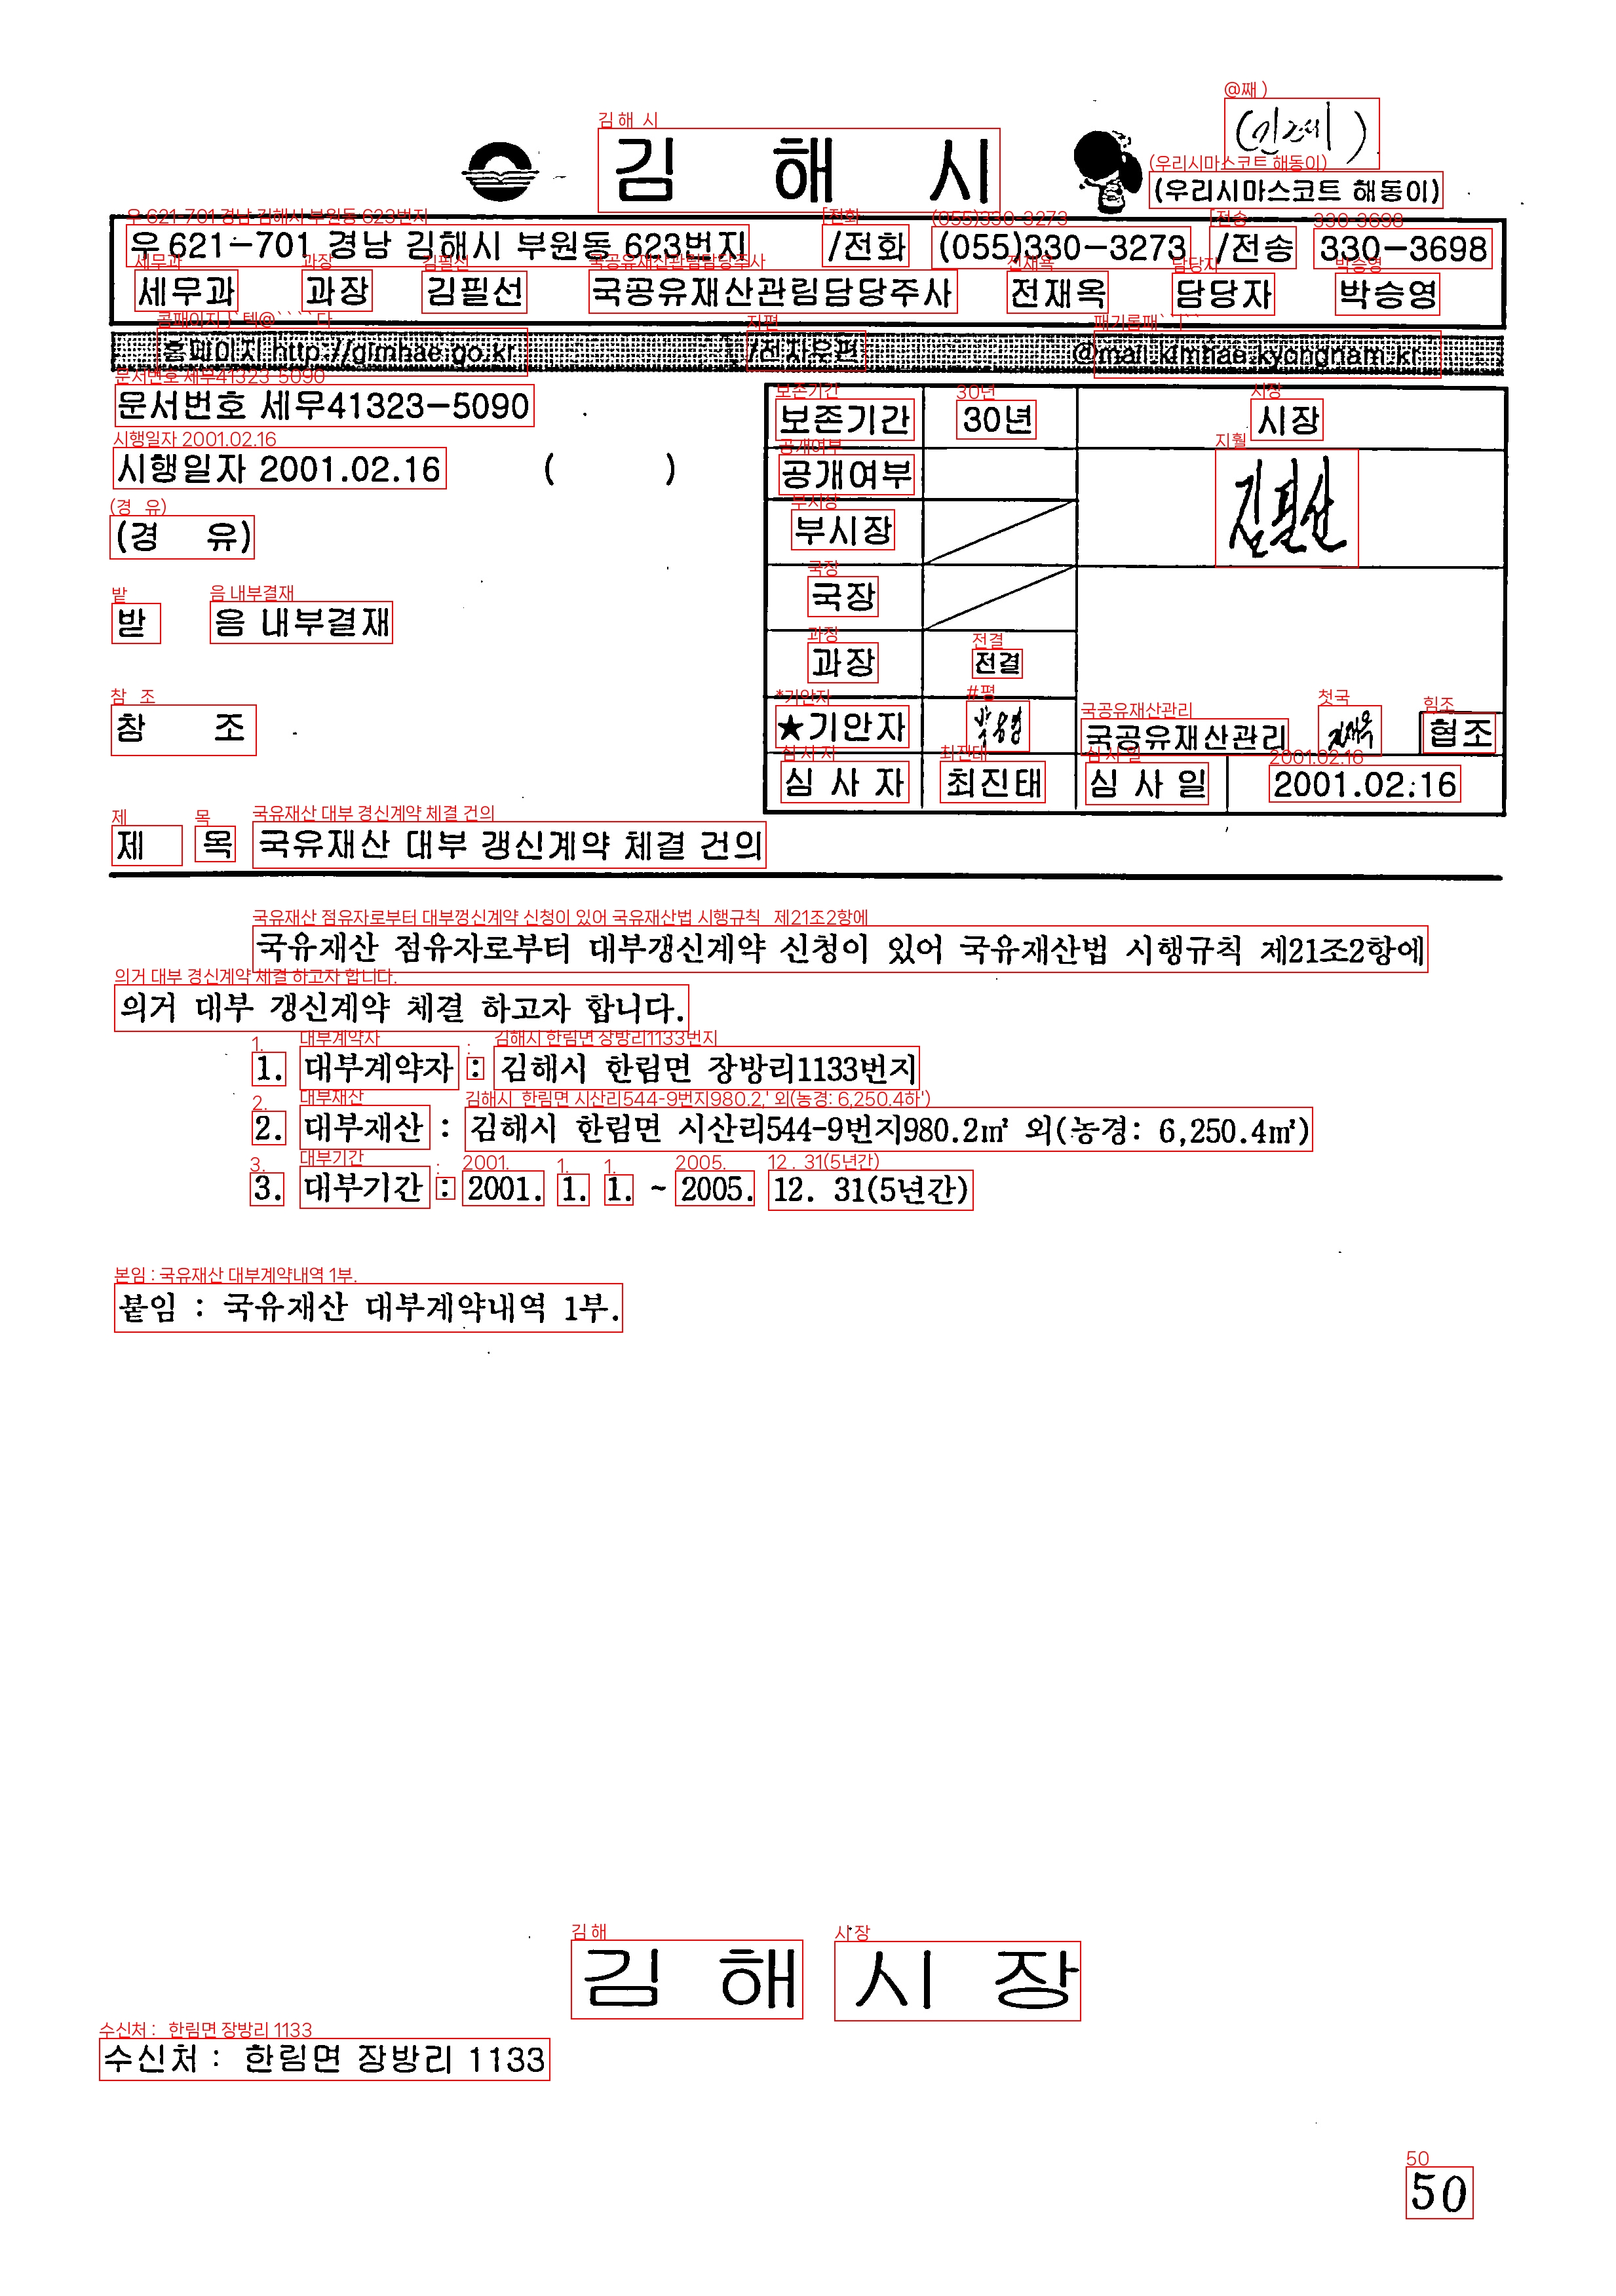 김 해 시
(인재)
(우리시마스코트 해동이)
우 621-701 경남 김해시 부원동 623번지 /전화 (055)330-3273 /전송 330-3698
세무과 과장 김필선 국공유재산관림담당주사 전재옥 담당자 박승영
홈페이지 http://gimhae.go.kr /전자우편 @mail.kimhae.kyongnam.kr
문서번호 세무41323-5090
시행일자 2001.02.16 ( )
(경 유)
받 음 내부결재
참 조
보존기간 30년 시장
공개여부
부시장
국장
과장 전결
★기안자 국공유재산관리 협조
심 사 자 최진태 심 사 일 2001.02.16
제 목 국유재산 대부 갱신계약 체결 건의
국유재산 점유자로부터 대부갱신계약 신청이 있어 국유재산법 시행규칙 제21조2항에
의거 대부 갱신계약 체결 하고자 합니다.
1. 대부계약자 : 김해시 한림면 장방리1133번지
2. 대부재산 : 김해시 한림면 시산리544-9번지980.2㎡ 외(농경: 6,250.4㎡)
3. 대부기간 : 2001. 1. 1. ~ 2005. 12. 31(5년간)
붙임 : 국유재산 대부계약내역 1부.
김 해 시 장
수신처 : 한림면 장방리 1133
50